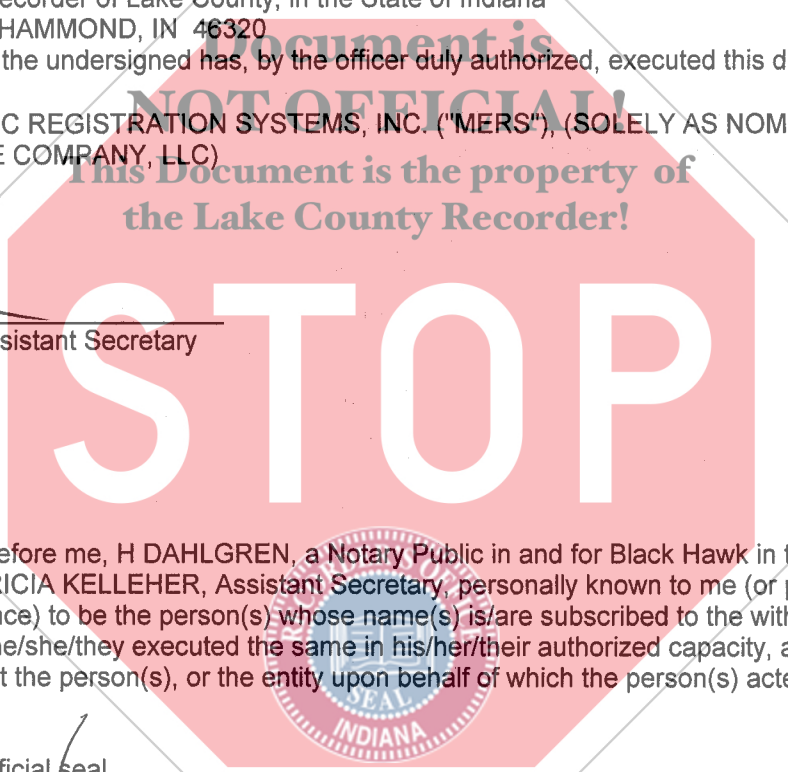 ecorder of Lake County, in the State of Indiana
HAMMOND, IN 46320
Document is
the undersigned has, by the officer duly authorized, executed this d
NOT OFFICIAL!
C REGISTRATION SYSTEMS, INC. ("MERS"), (SOLELY AS NOM
E COMPANY, LLC)
This Document is the property of
the Lake County Recorder!
STOP
sistant Secretary
efore me, H DAHLGREN, a Notary Public in and for Black Hawk in t
RICIA KELLEHER, Assistant Secretary, personally known to me (or p
nce) to be the person(s) whose name(s) is/are subscribed to the with
he/she/they executed the same in his/her/their authorized capacity, a
t the person(s), or the entity upon behalf of which the person(s) acte
RECORDER'S OFFICE
SEAL
INDIANA
ficial seal